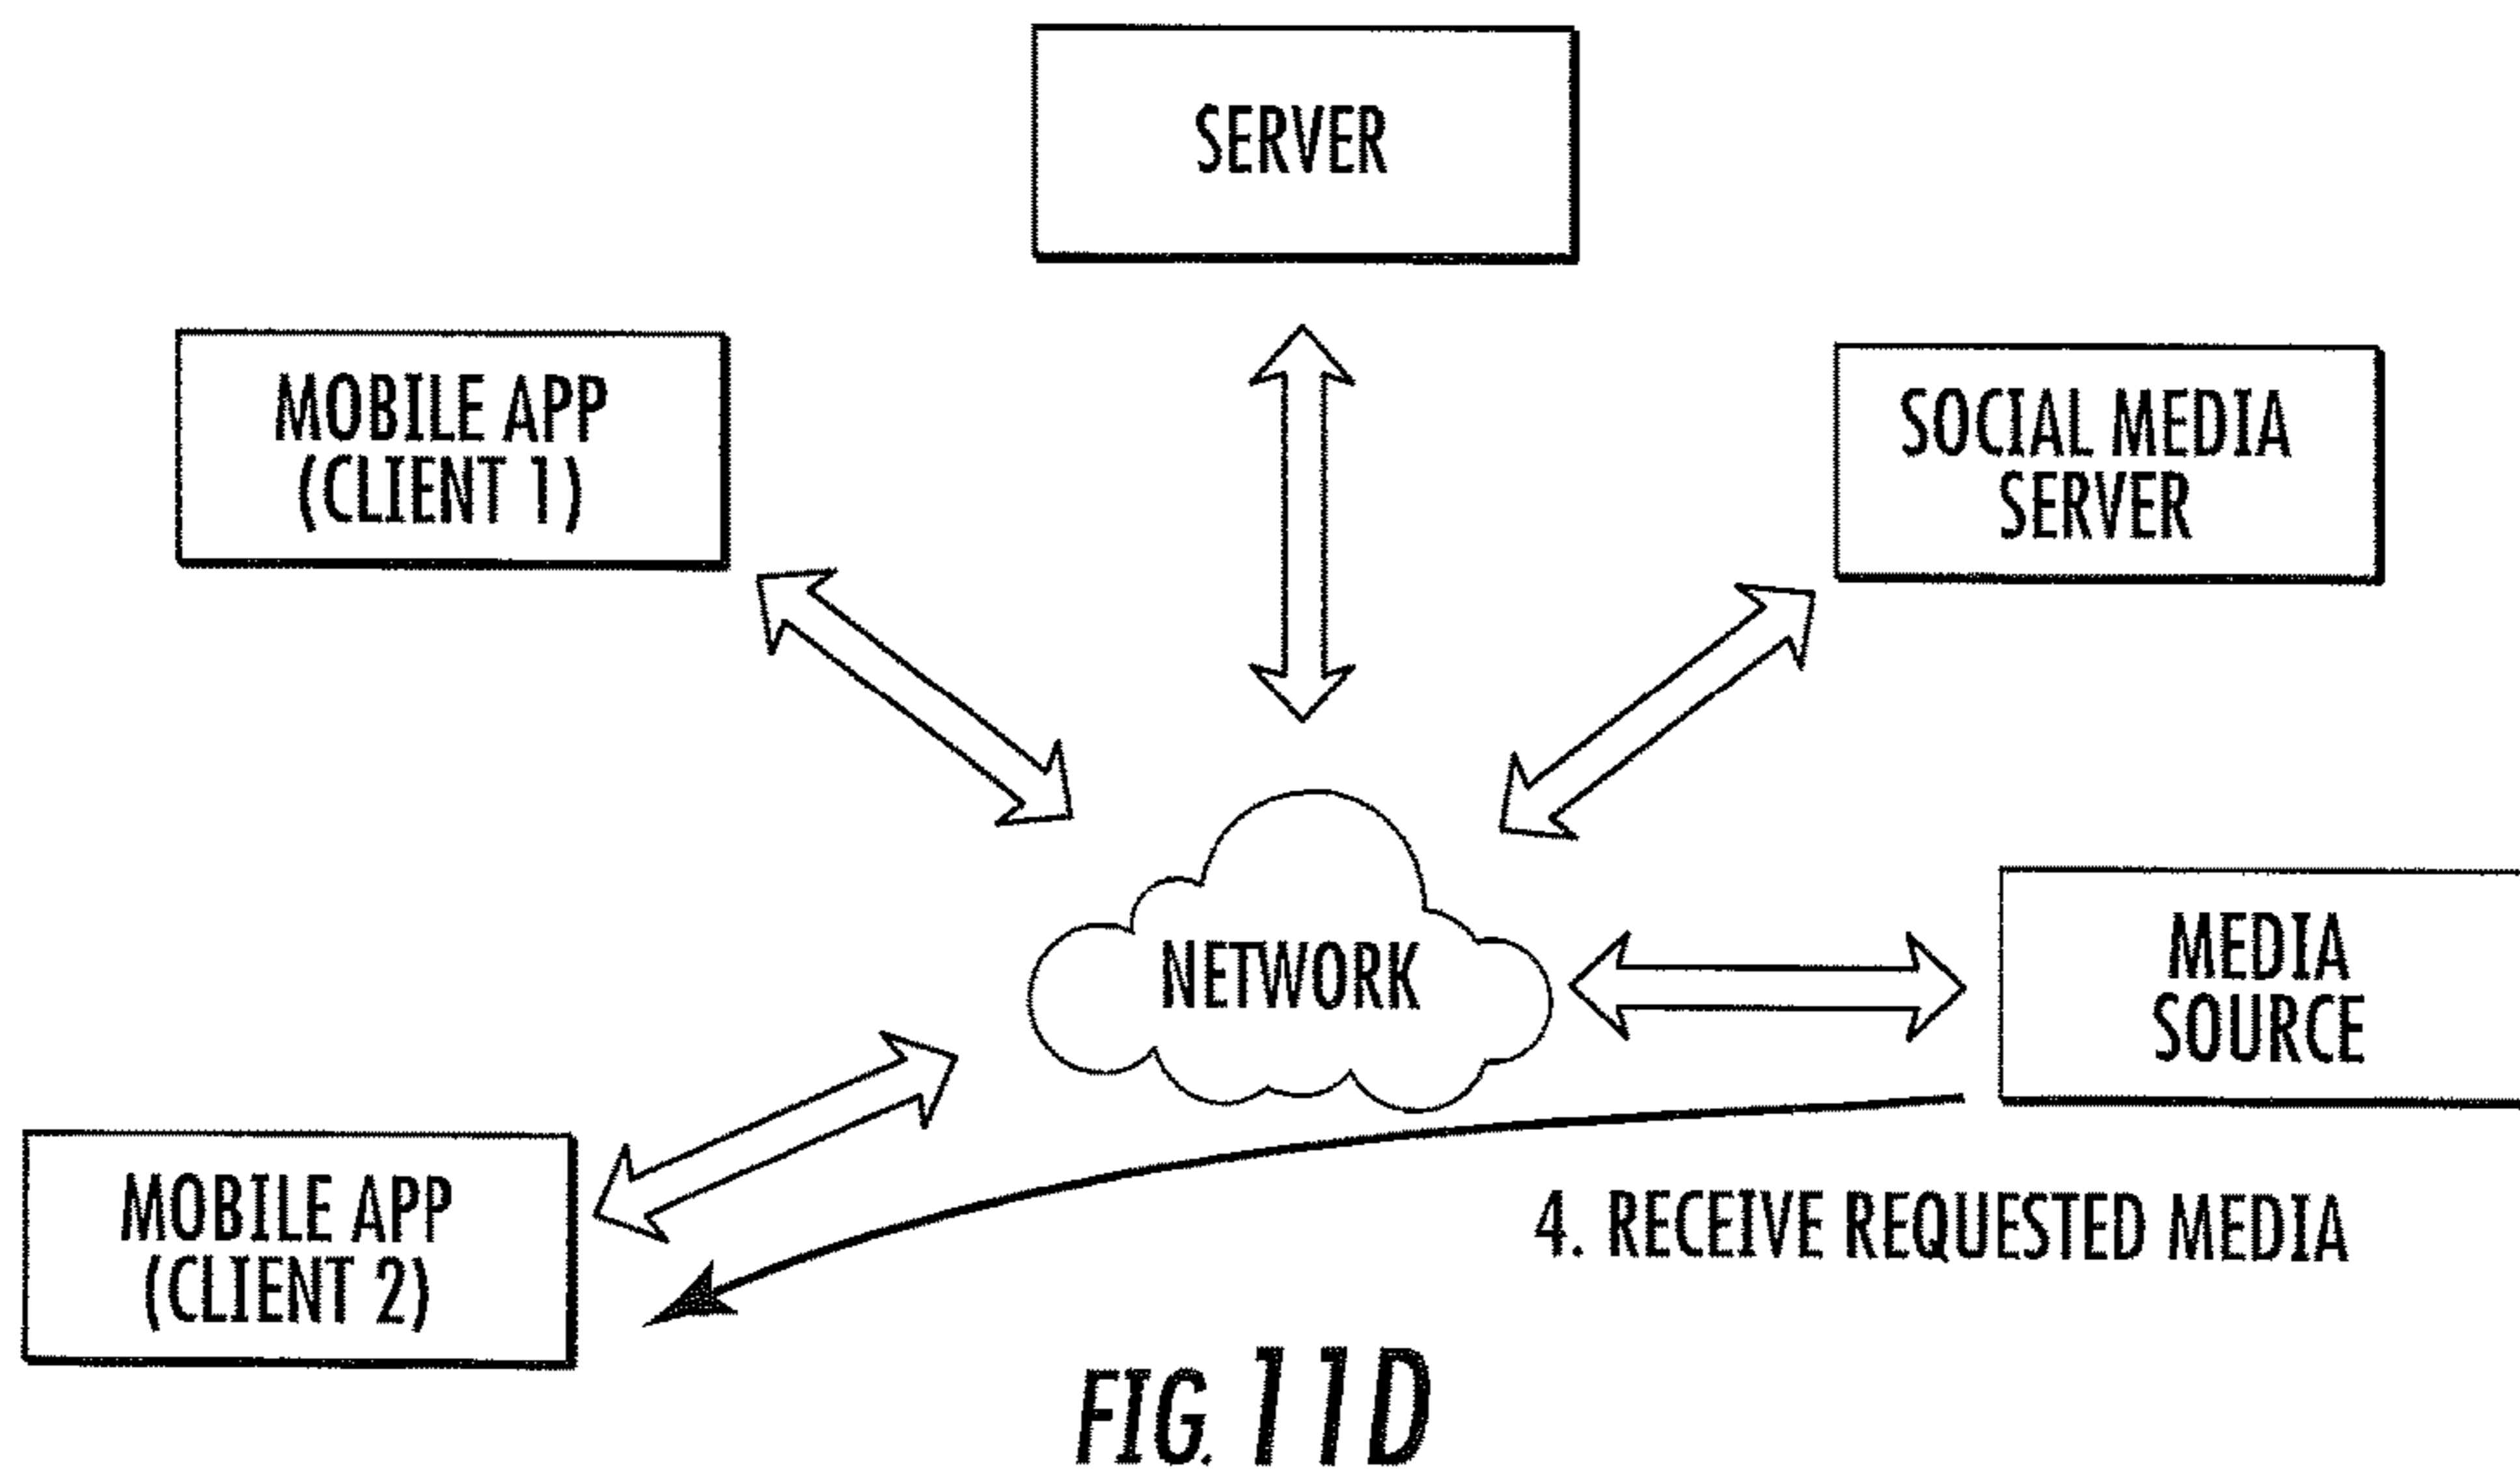 SERVER
MOBILE APP
(CLIENT 1)
SOCIAL MEDIA
SERVER
NETWORK
MEDIA
SOURCE
MOBILE APP
(CLIENT 2)
4. RECEIVE REQUESTED MEDIA
FIG. 11D